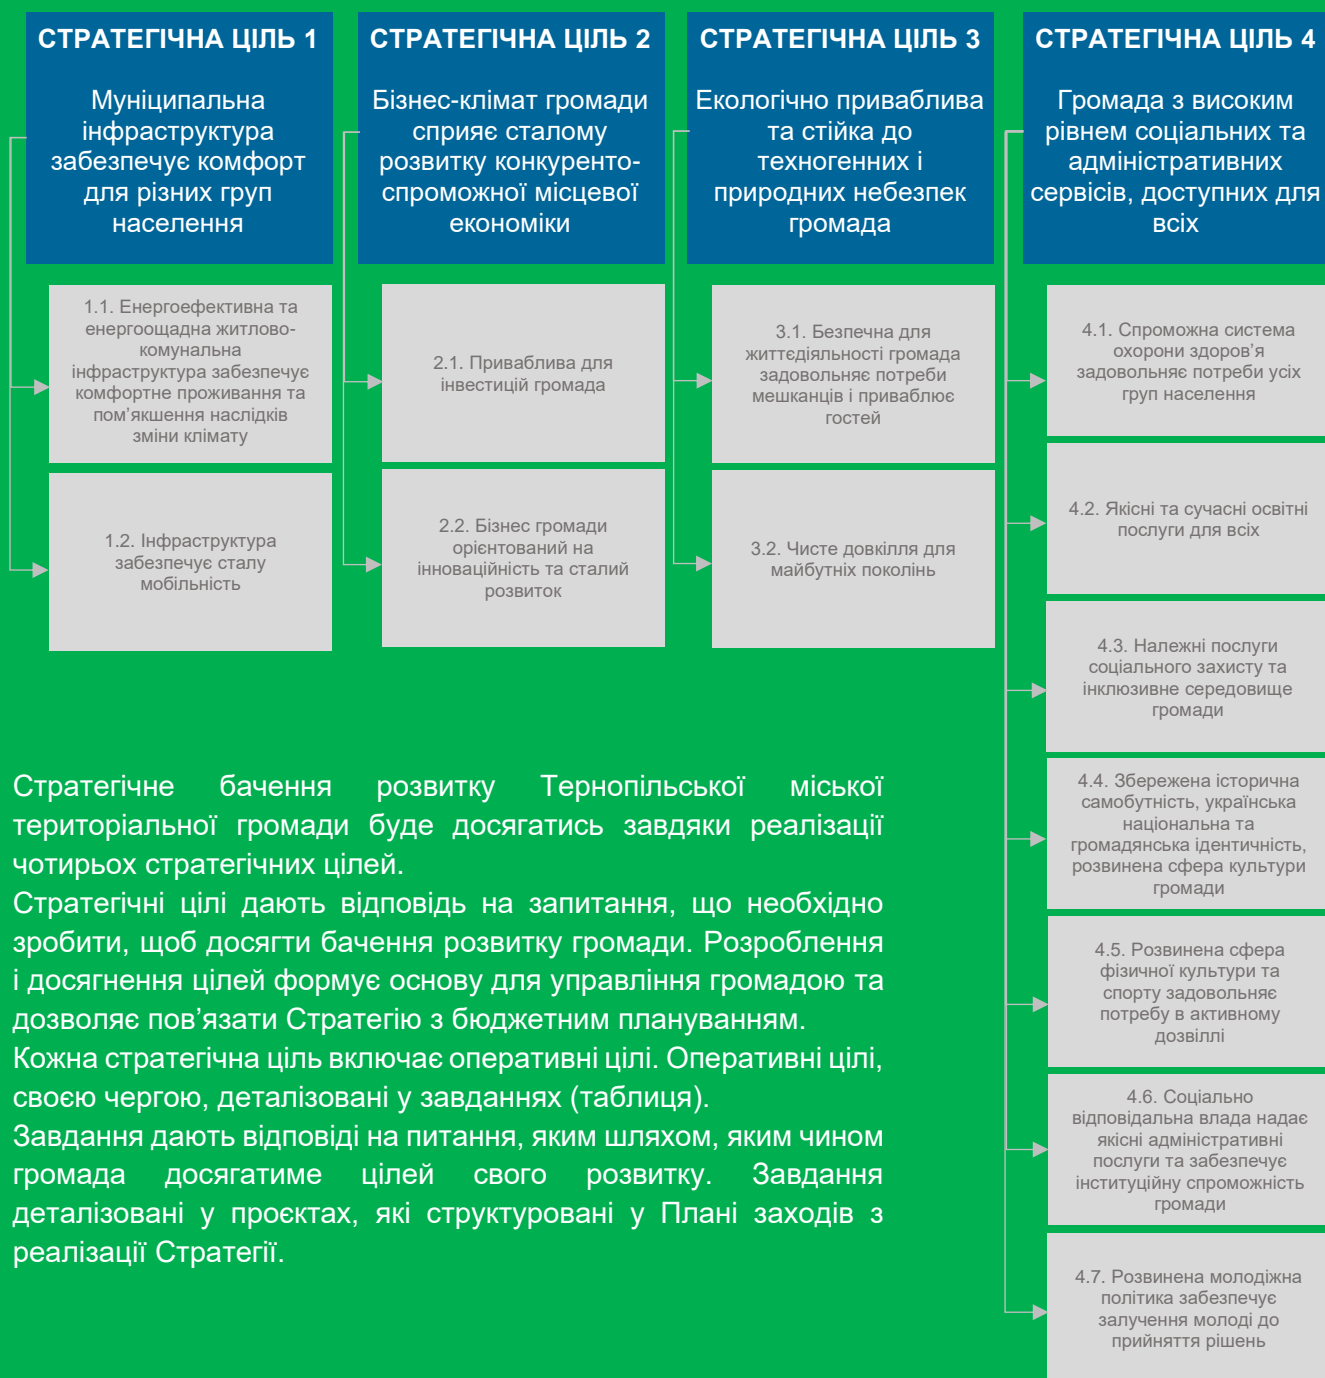 СТРАТЕГІЧНА ЦІЛЬ 1
Муніципальна
інфраструктура
забезпечує комфорт
для різних груп
населення
1.1. Енергоефективна та
енергоощадна житлово-
комунальна
інфраструктура забезпечує
комфортне проживання та
пом’якшення наслідків
зміни клімату
1.2. Інфраструктура
забезпечує сталу
мобільність
СТРАТЕГІЧНА ЦІЛЬ 2
Бізнес-клімат громади
сприяє сталому
розвитку конкуренто-
спроможної місцевої
економіки
2.1. Приваблива для
інвестицій громада
2.2. Бізнес громади
орієнтований на
інноваційність та сталий
розвиток
СТРАТЕГІЧНА ЦІЛЬ 3
Екологічно приваблива
та стійка до
техногенних і
природних небезпек
громада
3.1. Безпечна для
життєдіяльності громада
задовольняє потреби
мешканців і приваблює
гостей
3.2. Чисте довкілля для
майбутніх поколінь
СТРАТЕГІЧНА ЦІЛЬ 4
Громада з високим
рівнем соціальних та
адміністративних
сервісів, доступних для
всіх
4.1. Спроможна система
охорони здоров’я
задовольняє потреби усіх
груп населення
4.2. Якісні та сучасні освітні
послуги для всіх
4.3. Належні послуги
соціального захисту та
інклюзивне середовище
громади
4.4. Збережена історична
самобутність, українська
національна та
громадянська ідентичність,
розвинена сфера культури
громади
4.5. Розвинена сфера
фізичної культури та
спорту задовольняє
потребу в активному
дозвіллі
4.6. Соціально
відповідальна влада надає
якісні адміністративні
послуги та забезпечує
інституційну спроможність
громади
4.7. Розвинена молодіжна
політика забезпечує
залучення молоді до
прийняття рішень
Стратегічне бачення розвитку Тернопільської міської
територіальної громади буде досягатись завдяки реалізації
чотирьох стратегічних цілей.
Стратегічні цілі дають відповідь на запитання, що необхідно
зробити, щоб досягти бачення розвитку громади. Розроблення
і досягнення цілей формує основу для управління громадою та
дозволяє пов’язати Стратегію з бюджетним плануванням.
Кожна стратегічна ціль включає оперативні цілі. Оперативні цілі,
своєю чергою, деталізовані у завданнях (таблиця).
Завдання дають відповіді на питання, яким шляхом, яким чином
громада досягатиме цілей свого розвитку. Завдання
деталізовані у проєктах, які структуровані у Плані заходів з
реалізації Стратегії.